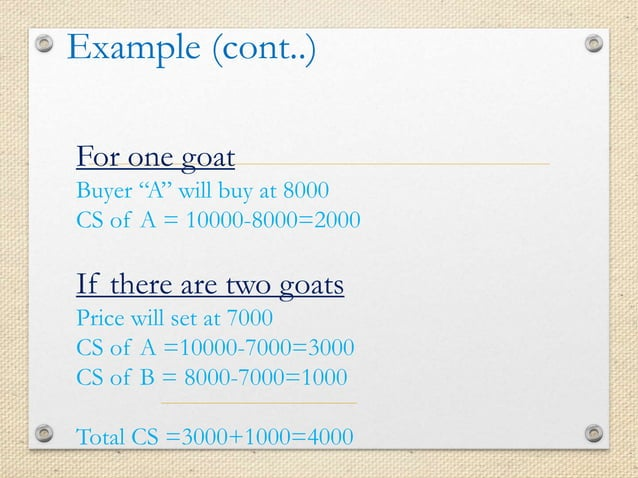 Example (cont..)
For one goat
Buyer “A” will buy at 8000
CS of A = 10000-8000=2000
If there are two goats
Price will set at 7000
CS of A =10000-7000=3000
CS of B = 8000-7000=1000
Total CS =3000+1000=4000